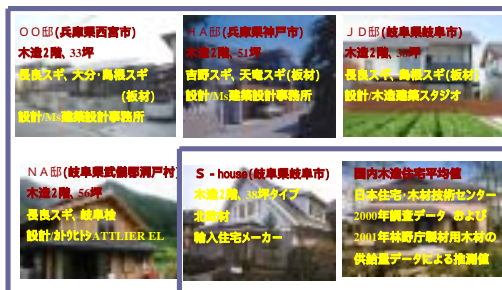 OO邸(兵庫県西宮市)
木造2階、33坪
長良スギ、大分・島根スギ
(板材)
設計/Ms建築設計事務所
HA邸(兵庫県神戸市)
木造2階、51坪
吉野スギ、天竜スギ(板材)
設計/Ms建築設計事務所
JD邸(岐阜県岐阜市)
木造2階、36坪
長良スギ、島根スギ(板材)
設計/木造建築スタジオ
NA邸(岐阜県武儀郡洞戸村)
木造2階、56坪
長良スギ、岐阜桧
設計/カトウヒトシATTLIER EL
S - house(岐阜県岐阜市)
木造2階、38坪タイプ
北欧材
輸入住宅メーカー
国内木造住宅平均値
日本住宅・木材技術センター
2000年調査データ および
2001年林野庁製材用木材の
供給量データによる推測値